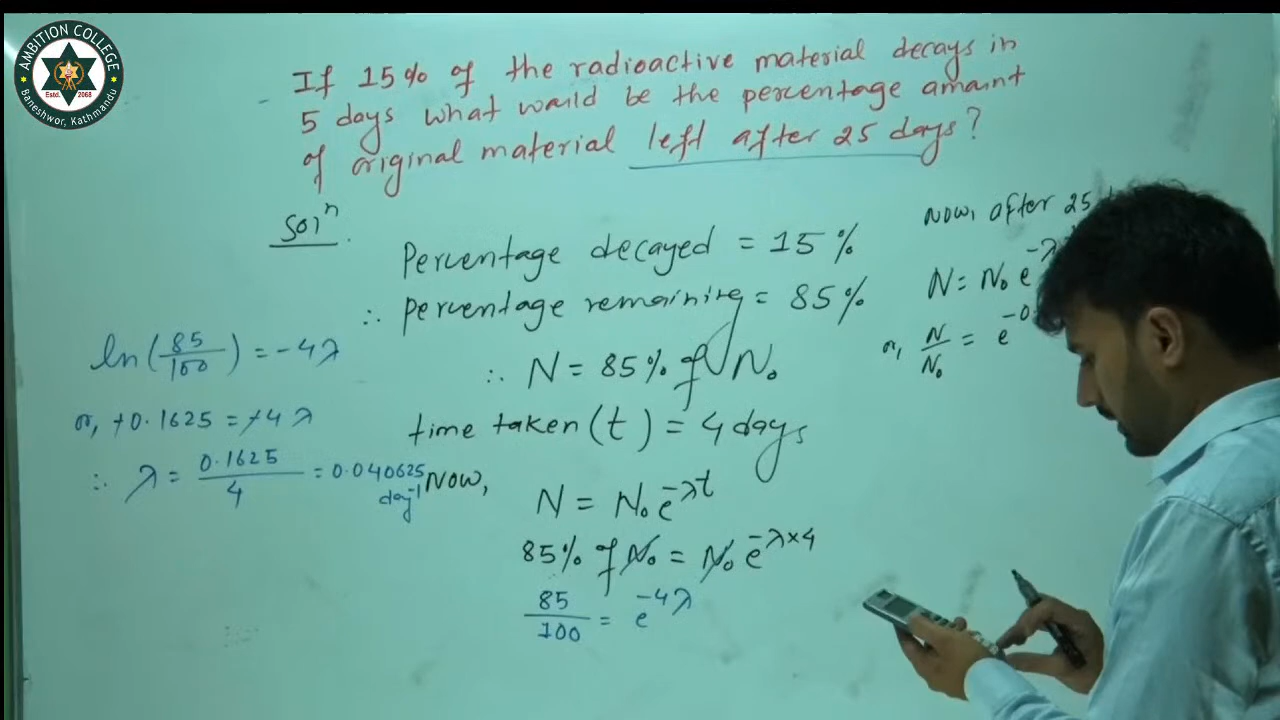 AMBITION COLLEGE
Estd. 2068
Baneshwor, Kathmandu
If 15% of the radioactive material decays in
5 days what would be the percentage amount
of original material left after 25 days?
Solⁿ.
Percentage decayed = 15%
∴ percentage remaining = 85%
∴ N = 85% of N₀
time taken (t) = 4 days
Now,
N = N₀e^-λt
85% of N₀ = N₀ e^-λ×4
85/100 = e^-4λ
ln(85/100) = -4λ
or, +0.1625 = +4λ
∴ λ = 0.1625/4 = 0.040625 day⁻¹
Now, after 25
N = N₀ e^-λ
or, N/N₀ = e^-0